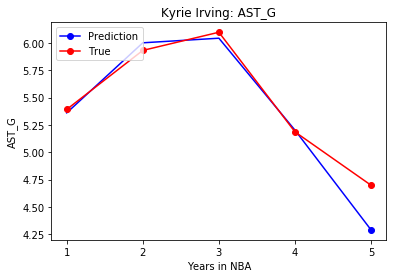 Kyrie Irving: AST_G
Prediction
True
6.00
5.75
5.50
5.25
5.00
4.75
4.50
4.25
AST_G
1 2 3 4 5
Years in NBA